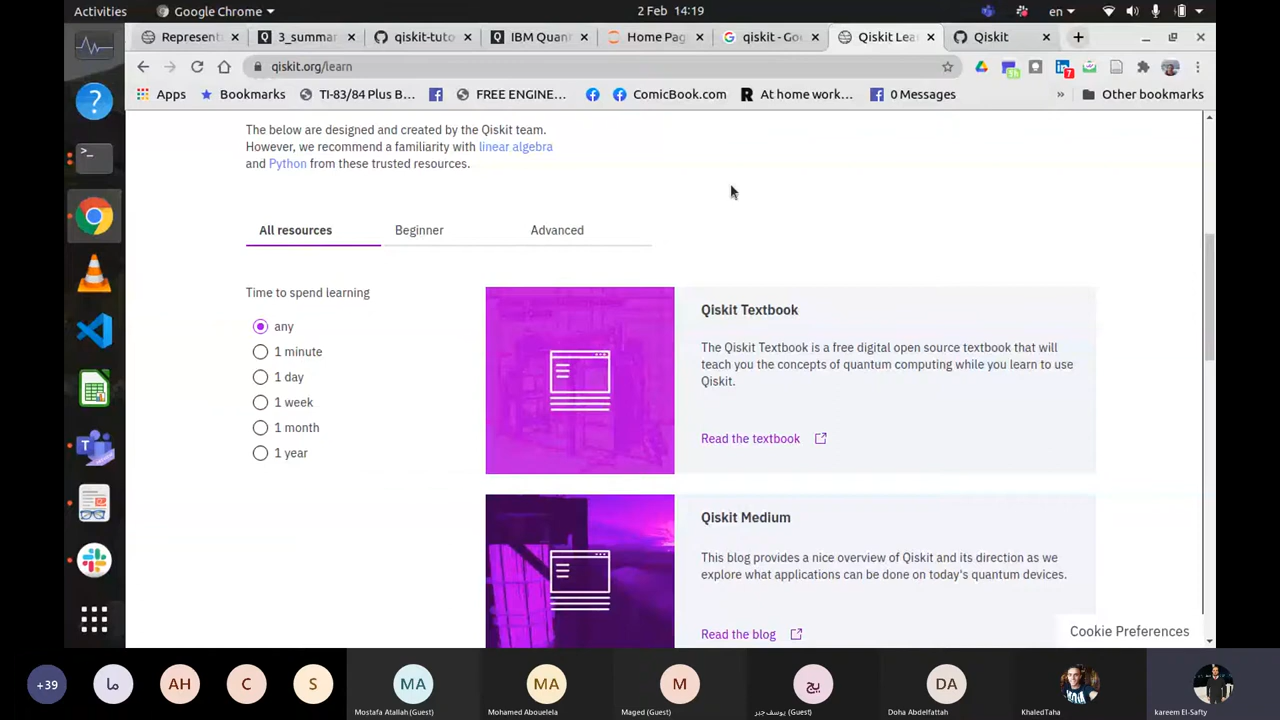 Activities
Google Chrome
2 Feb 14:19
en
Represent
3_summar
qiskit-tuto
IBM Quan
Home Pag
qiskit - Goo
Qiskit Lea
Qiskit
qiskit.org/learn
9h
7
Apps
Bookmarks
TI-83/84 Plus B...
FREE ENGINE...
ComicBook.com
At home work...
0 Messages
»
Other bookmarks
The below are designed and created by the Qiskit team.
However, we recommend a familiarity with linear algebra
and Python from these trusted resources.
All resources
Beginner
Advanced
Time to spend learning
any
1 minute
1 day
1 week
1 month
1 year
Qiskit Textbook
The Qiskit Textbook is a free digital open source textbook that will
teach you the concepts of quantum computing while you learn to use
Qiskit.
Read the textbook
Qiskit Medium
This blog provides a nice overview of Qiskit and its direction as we
explore what applications can be done on today's quantum devices.
Read the blog
Cookie Preferences
+39
ما
AH
C
S
MA
Mostafa Atallah (Guest)
MA
Mohamed Abouelela
M
Maged (Guest)
يج
يوسف جبر (Guest)
DA
Doha Abdelfattah
KhaledTaha
kareem El-Safty